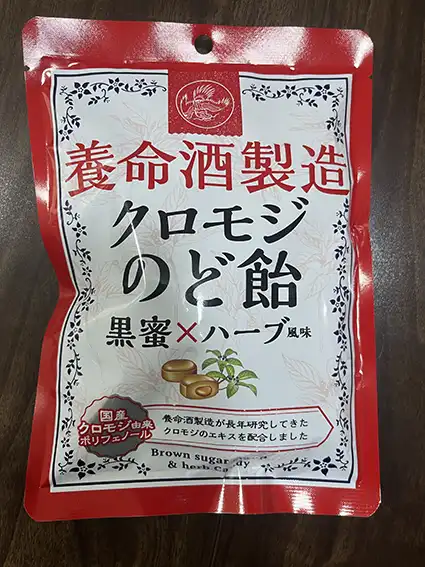 養命酒製造
クロモジ
のど飴
黒蜜×ハーブ風味
国産
クロモジ由来
ポリフェノール
養命酒製造が長年研究してきた
クロモジのエキスを配合しました
Brown sugar
& herb